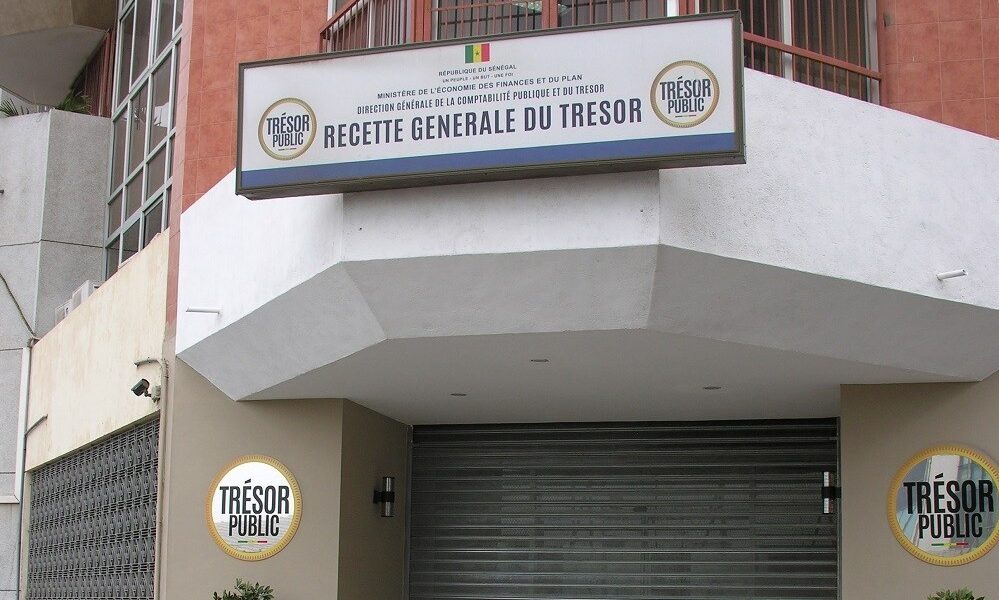 RÉPUBLIQUE DU SÉNÉGAL
UN PEUPLE - UN BUT - UNE FOI
MINISTÈRE DE L'ÉCONOMIE DES FINANCES ET DU PLAN
DIRECTION GÉNÉRALE DE LA COMPTABILITÉ PUBLIQUE ET DU TRESOR
RECETTE GENERALE DU TRESOR
TRÉSOR
PUBLIC
TRÉSOR
PUBLIC
TRÉSOR
PUBLIC
TRÉSOR
PUBLIC